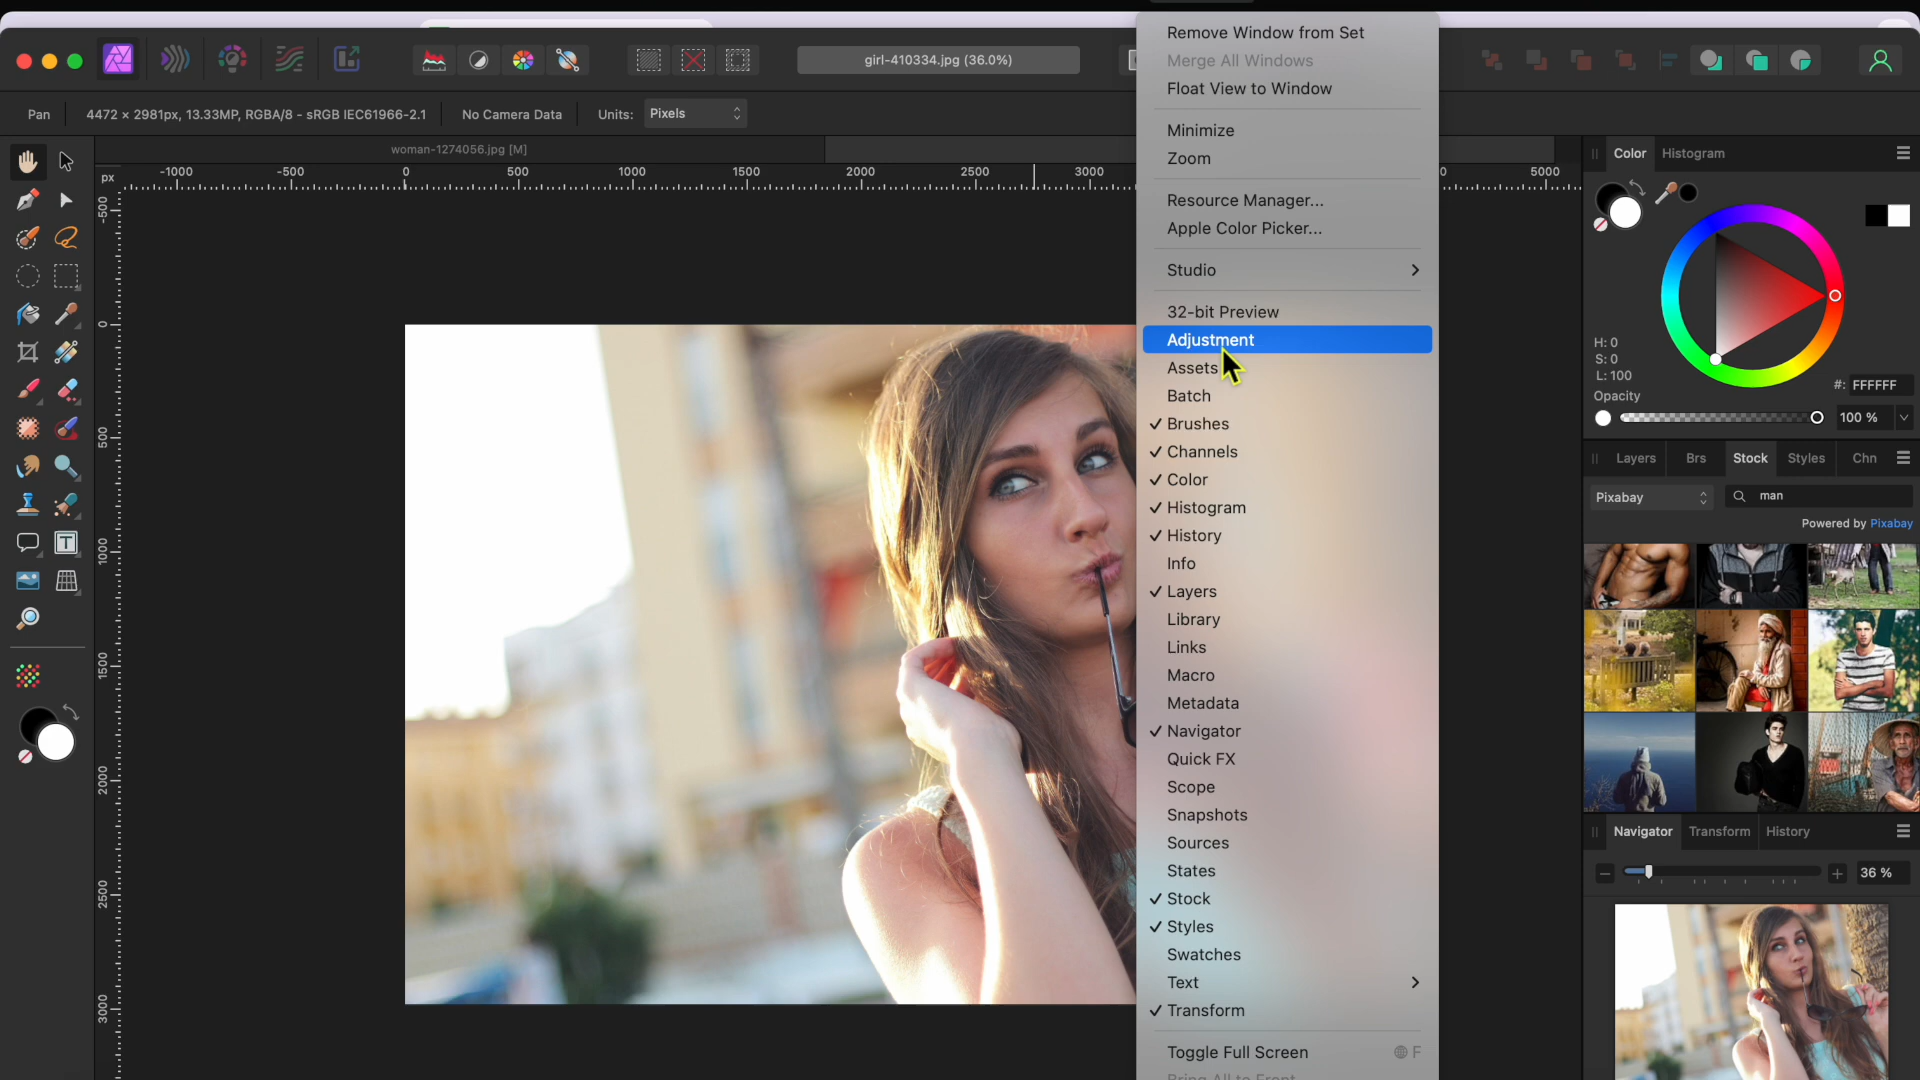 girl-410334.jpg (36.0%)
Pan
4472 × 2981px, 13.33MP, RGBA/8 - sRGB IEC61966-2.1
No Camera Data
Units:
Pixels
woman-1274056.jpg [M]
px
-1000
-500
0
500
1000
1500
2000
2500
3000
0
5000
-500
0
500
1000
1500
2000
2500
3000
Remove Window from Set
Merge All Windows
Float View to Window
Minimize
Zoom
Resource Manager...
Apple Color Picker...
Studio
32-bit Preview
Adjustment
Assets
Batch
✓ Brushes
✓ Channels
✓ Color
✓ Histogram
✓ History
Info
✓ Layers
Library
Links
Macro
Metadata
✓ Navigator
Quick FX
Scope
Snapshots
Sources
States
✓ Stock
✓ Styles
Swatches
Text
✓ Transform
Toggle Full Screen
F
Bring All to Front
Color
Histogram
H: 0
S: 0
L: 100
#: FFFFFF
Opacity
100 %
Layers
Brs
Stock
Styles
Chn
Pixabay
man
Powered by Pixabay
Navigator
Transform
History
36 %